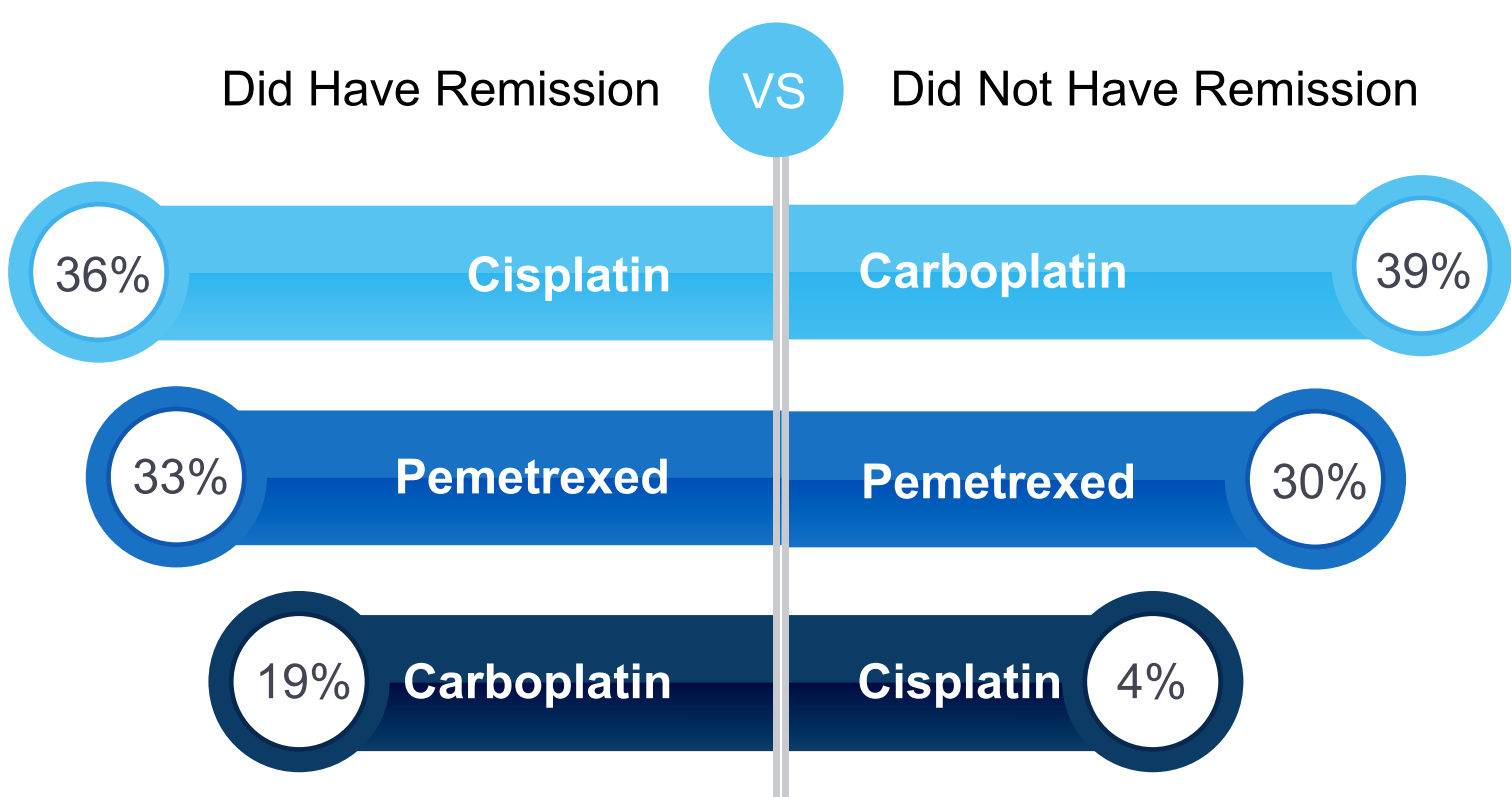 Did Have Remission VS Did Not Have Remission
36% Cisplatin Carboplatin 39%
33% Pemetrexed Pemetrexed 30%
19% Carboplatin Cisplatin 4%